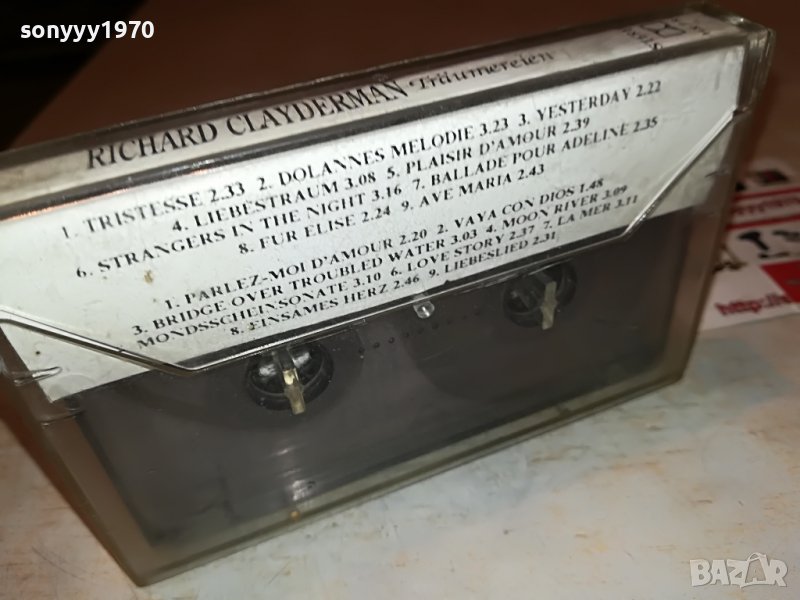 sonyyy1970
RICHARD CLAYDERMAN Träumereien
1. TRISTESSE 2.33 2. DOLANNES MELODIE 3.23 3. YESTERDAY 2.22
4. LIEBESTRAUM 3.08 5. PLAISIR D'AMOUR 2.39
6. STRANGERS IN THE NIGHT 3.16 7. BALLADE POUR ADELINE 2.35
8. FUR ELISE 2.24 9. AVE MARIA 2.43
1. PARLEZ-MOI D'AMOUR 2.20 2. VAYA CON DIOS 1.48
3. BRIDGE OVER TROUBLED WATER 3.03 4. MOON RIVER 3.09
MONDSSCHEINSONATE 3.10 6. LOVE STORY 2.37 7. LA MER 3.11
8. EINSAMES HERZ 2.46 9. LIEBESLIED 2.31
http:
BAZAR